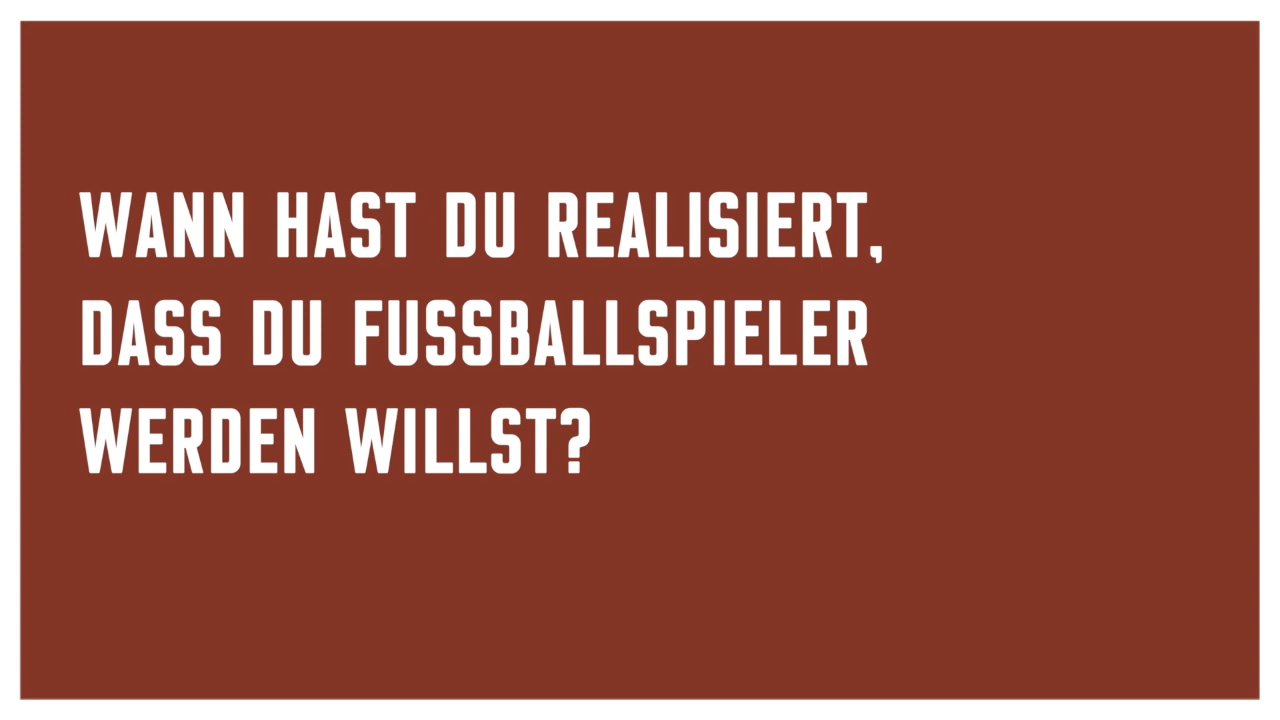 WANN HAST DU REALISIERT,
DASS DU FUSSBALLSPIELER
WERDEN WILLST?